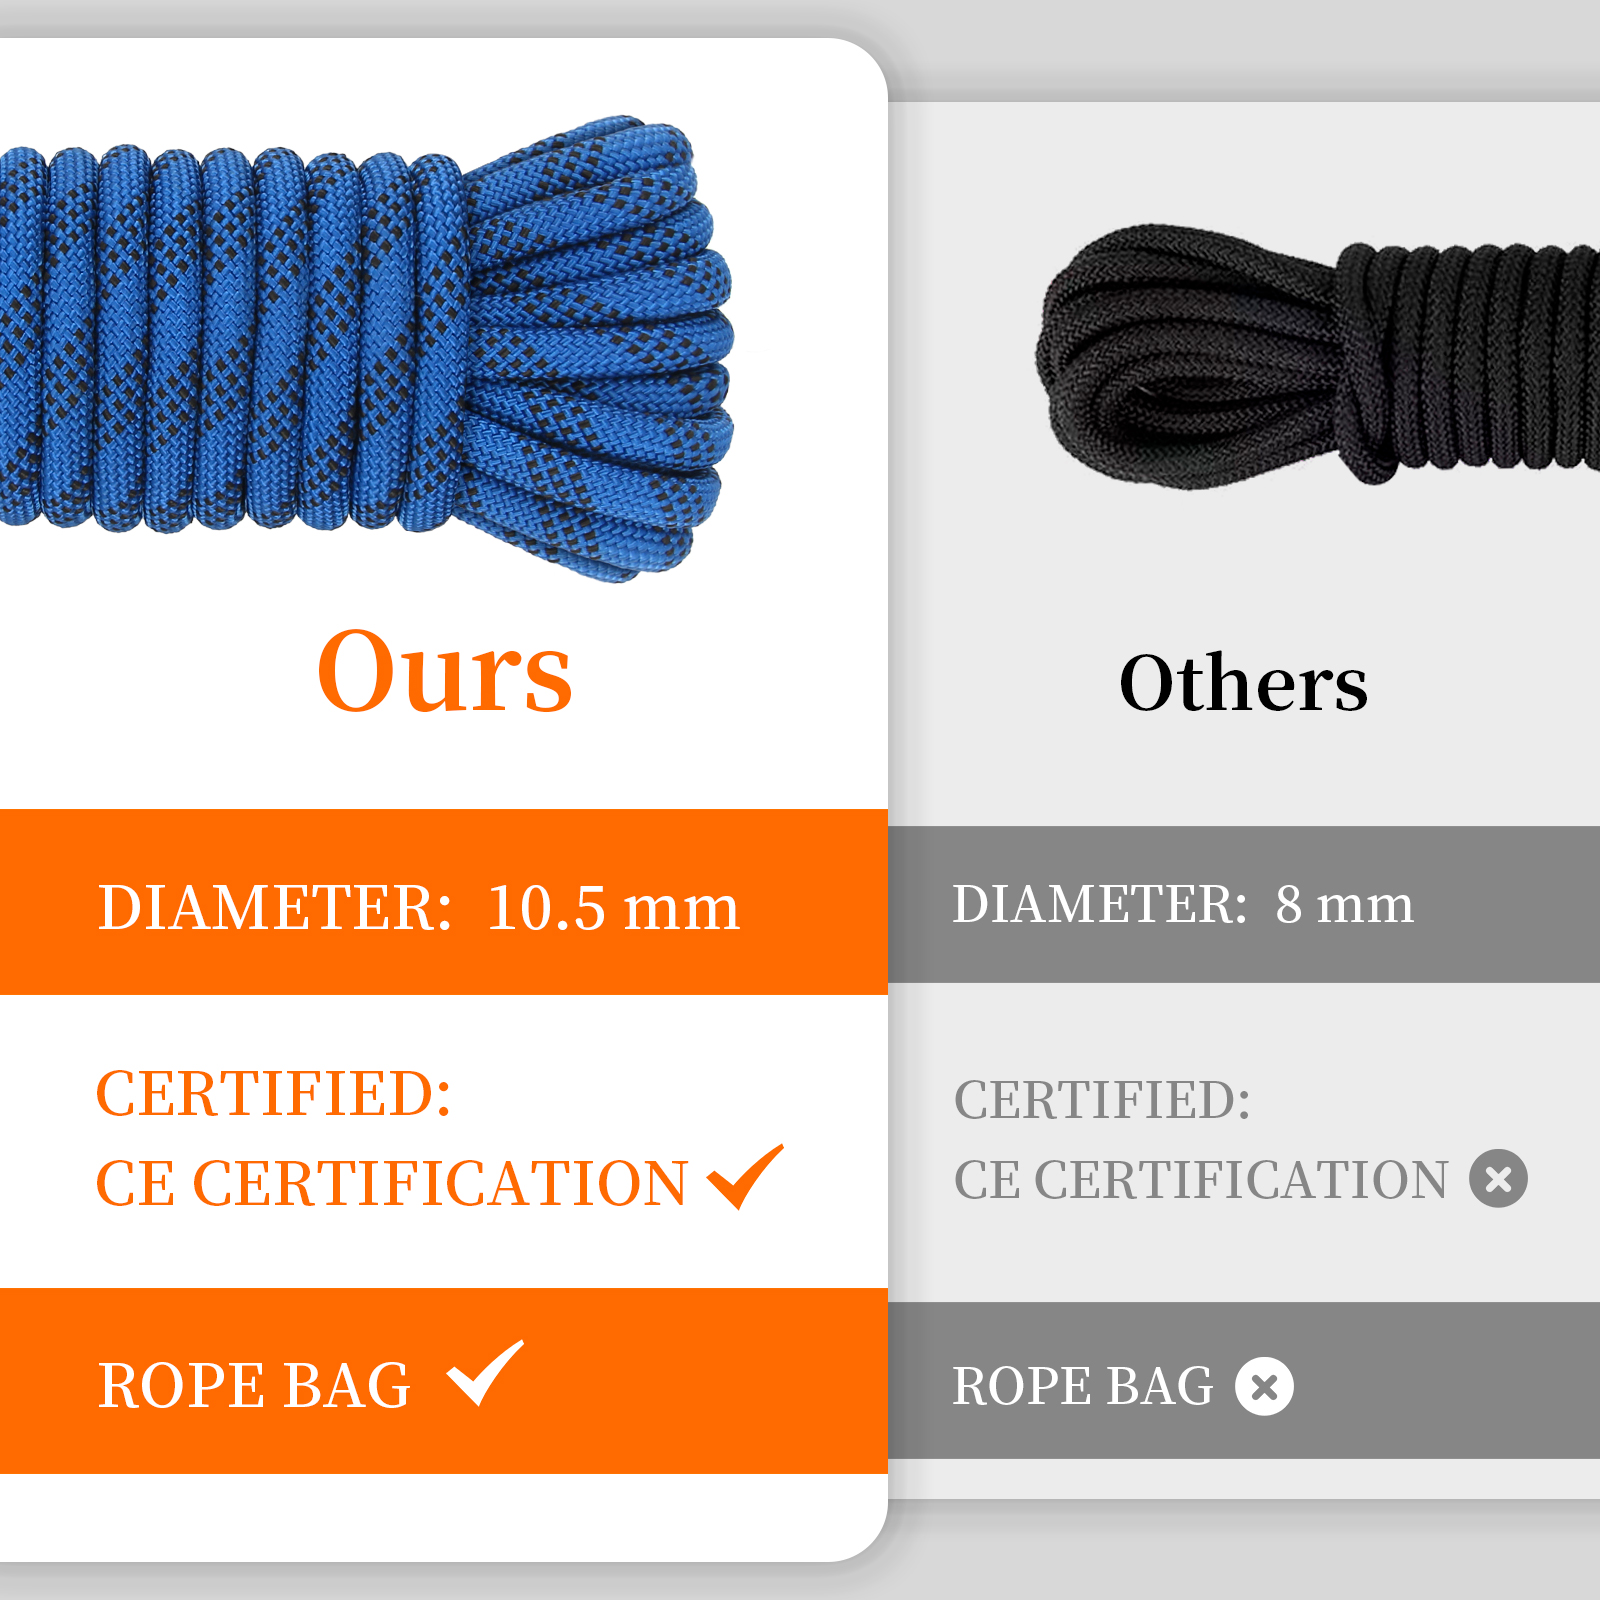 Ours
DIAMETER: 10.5 mm
CERTIFIED:
CE CERTIFICATION
ROPE BAG
Others
DIAMETER: 8 mm
CERTIFIED:
CE CERTIFICATION
ROPE BAG